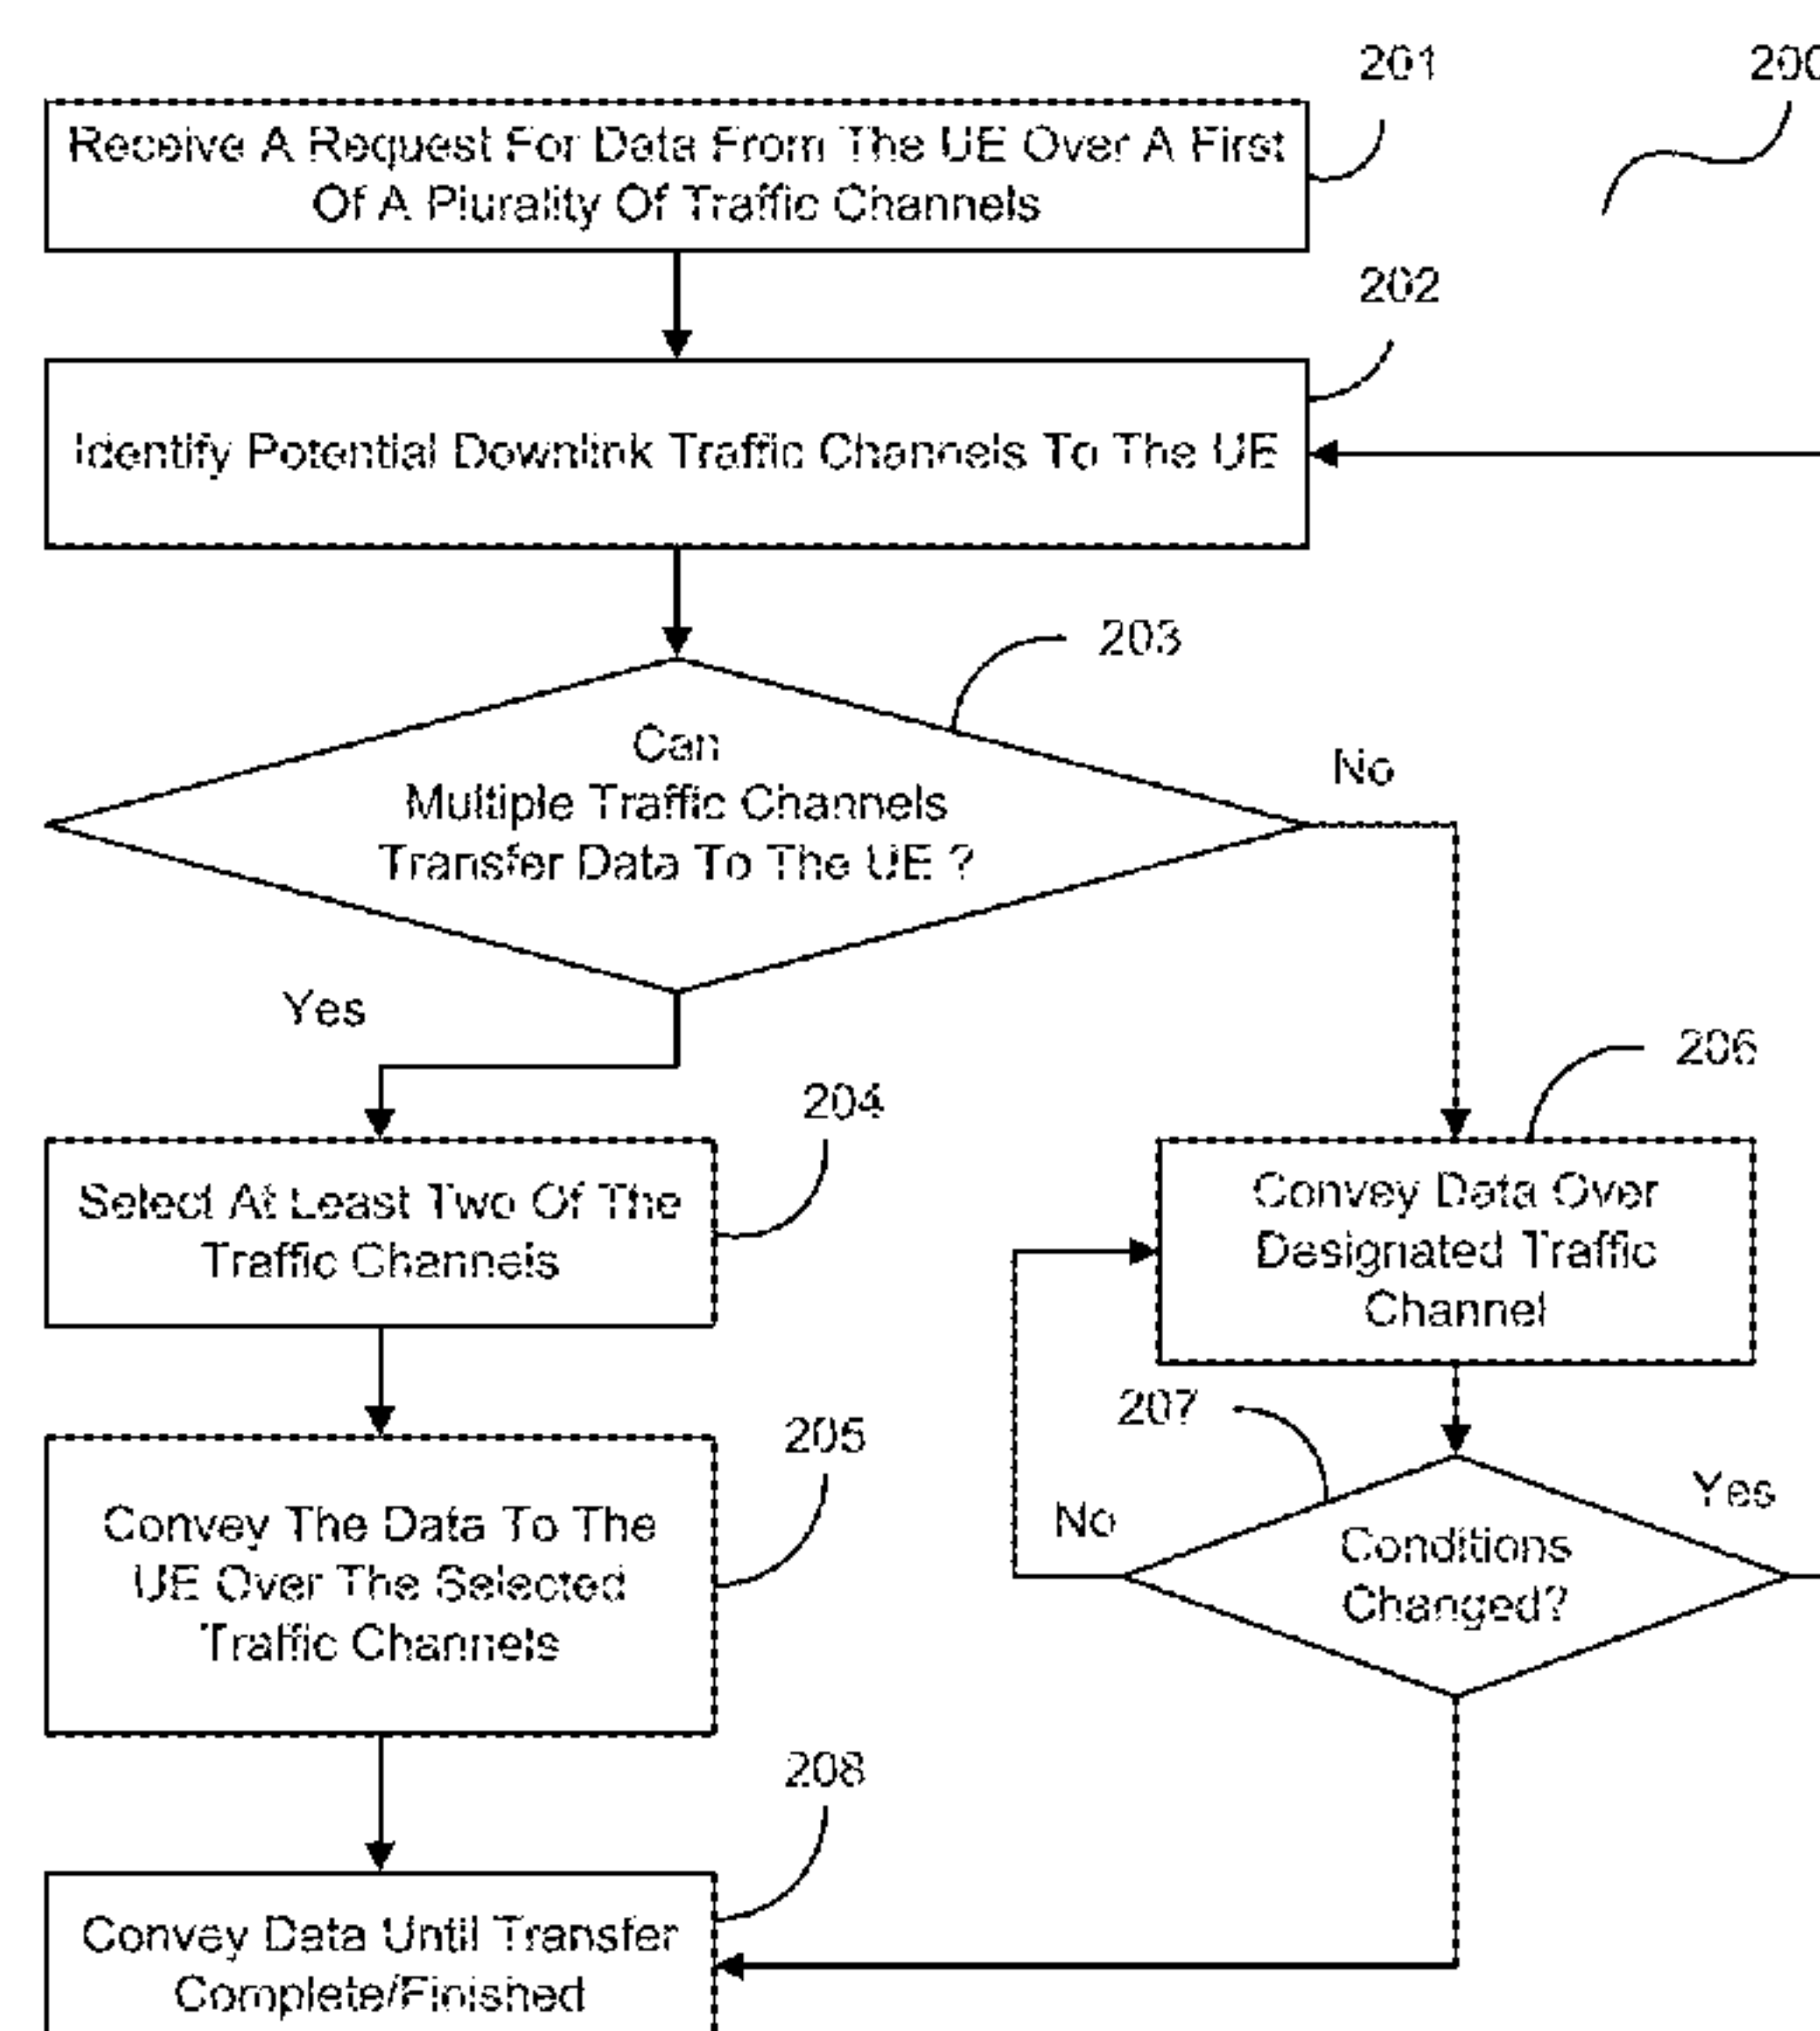 201
200
Receive A Request For Data From The UE Over A First
Of A Plurality Of Traffic Channels
202
Identify Potential Downlink Traffic Channels To The UE
203
Can
Multiple Traffic Channels
Transfer Data To The UE ?
No
Yes
206
204
Select At Least Two Of The
Traffic Channels
Convey Data Over
Designated Traffic
Channel
207
205
Yes
No
Convey The Data To The
UE Over The Selected
Traffic Channels
Conditions
Changed?
208
Convey Data Until Transfer
Complete/Finished